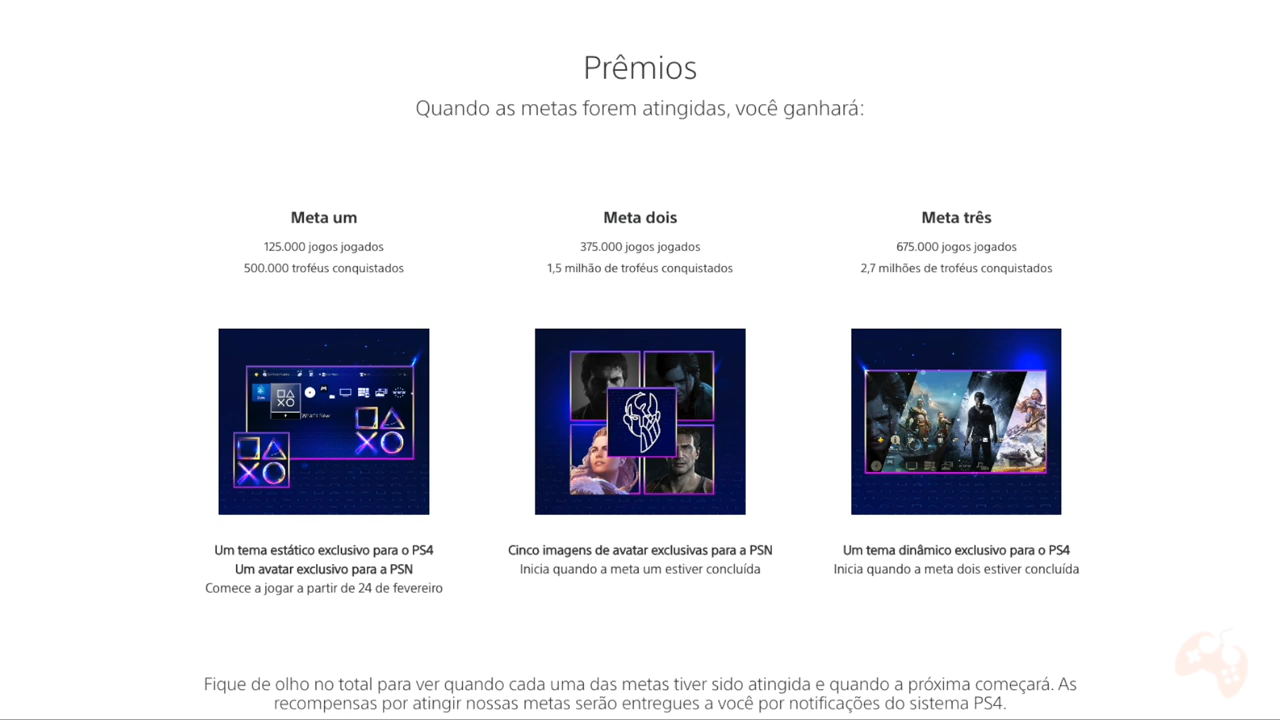 Prêmios
Quando as metas forem atingidas, você ganhará:
Meta um
125.000 jogos jogados
500.000 troféus conquistados
Um tema estático exclusivo para o PS4
Um avatar exclusivo para a PSN
Comece a jogar a partir de 24 de fevereiro
Meta dois
375.000 jogos jogados
1,5 milhão de troféus conquistados
Cinco imagens de avatar exclusivas para a PSN
Inicia quando a meta um estiver concluída
Meta três
675.000 jogos jogados
2,7 milhões de troféus conquistados
Um tema dinâmico exclusivo para o PS4
Inicia quando a meta dois estiver concluída
Fique de olho no total para ver quando cada uma das metas tiver sido atingida e quando a próxima começará. As
recompensas por atingir nossas metas serão entregues a você por notificações do sistema PS4.